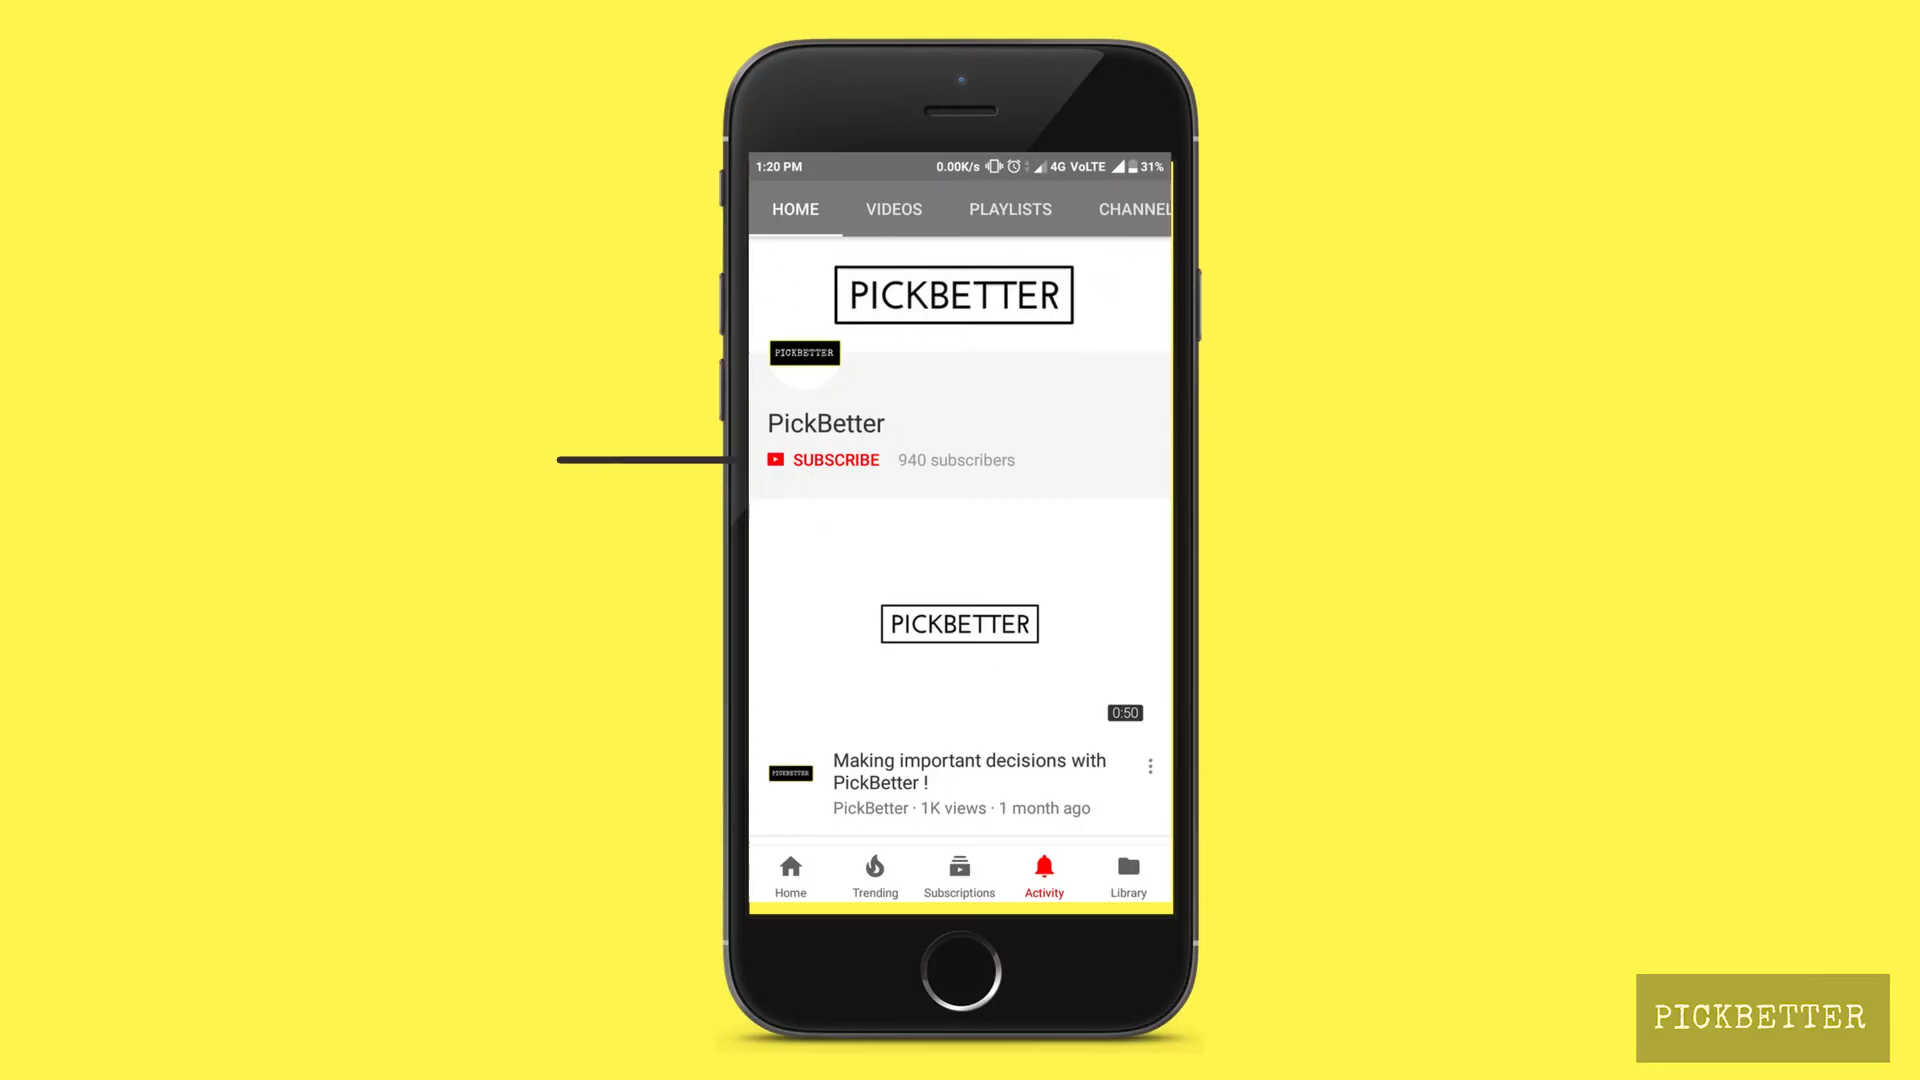 1:20 PM 0.00K/s 4G VoLTE 31%
HOME VIDEOS PLAYLISTS CHANNEL
PICKBETTER
PICKBETTER
PickBetter
SUBSCRIBE 940 subscribers
PICKBETTER
0:50
Making important decisions with
PickBetter !
PICKBETTER
PickBetter · 1K views · 1 month ago
Home Trending Subscriptions Activity Library
PICKBETTER